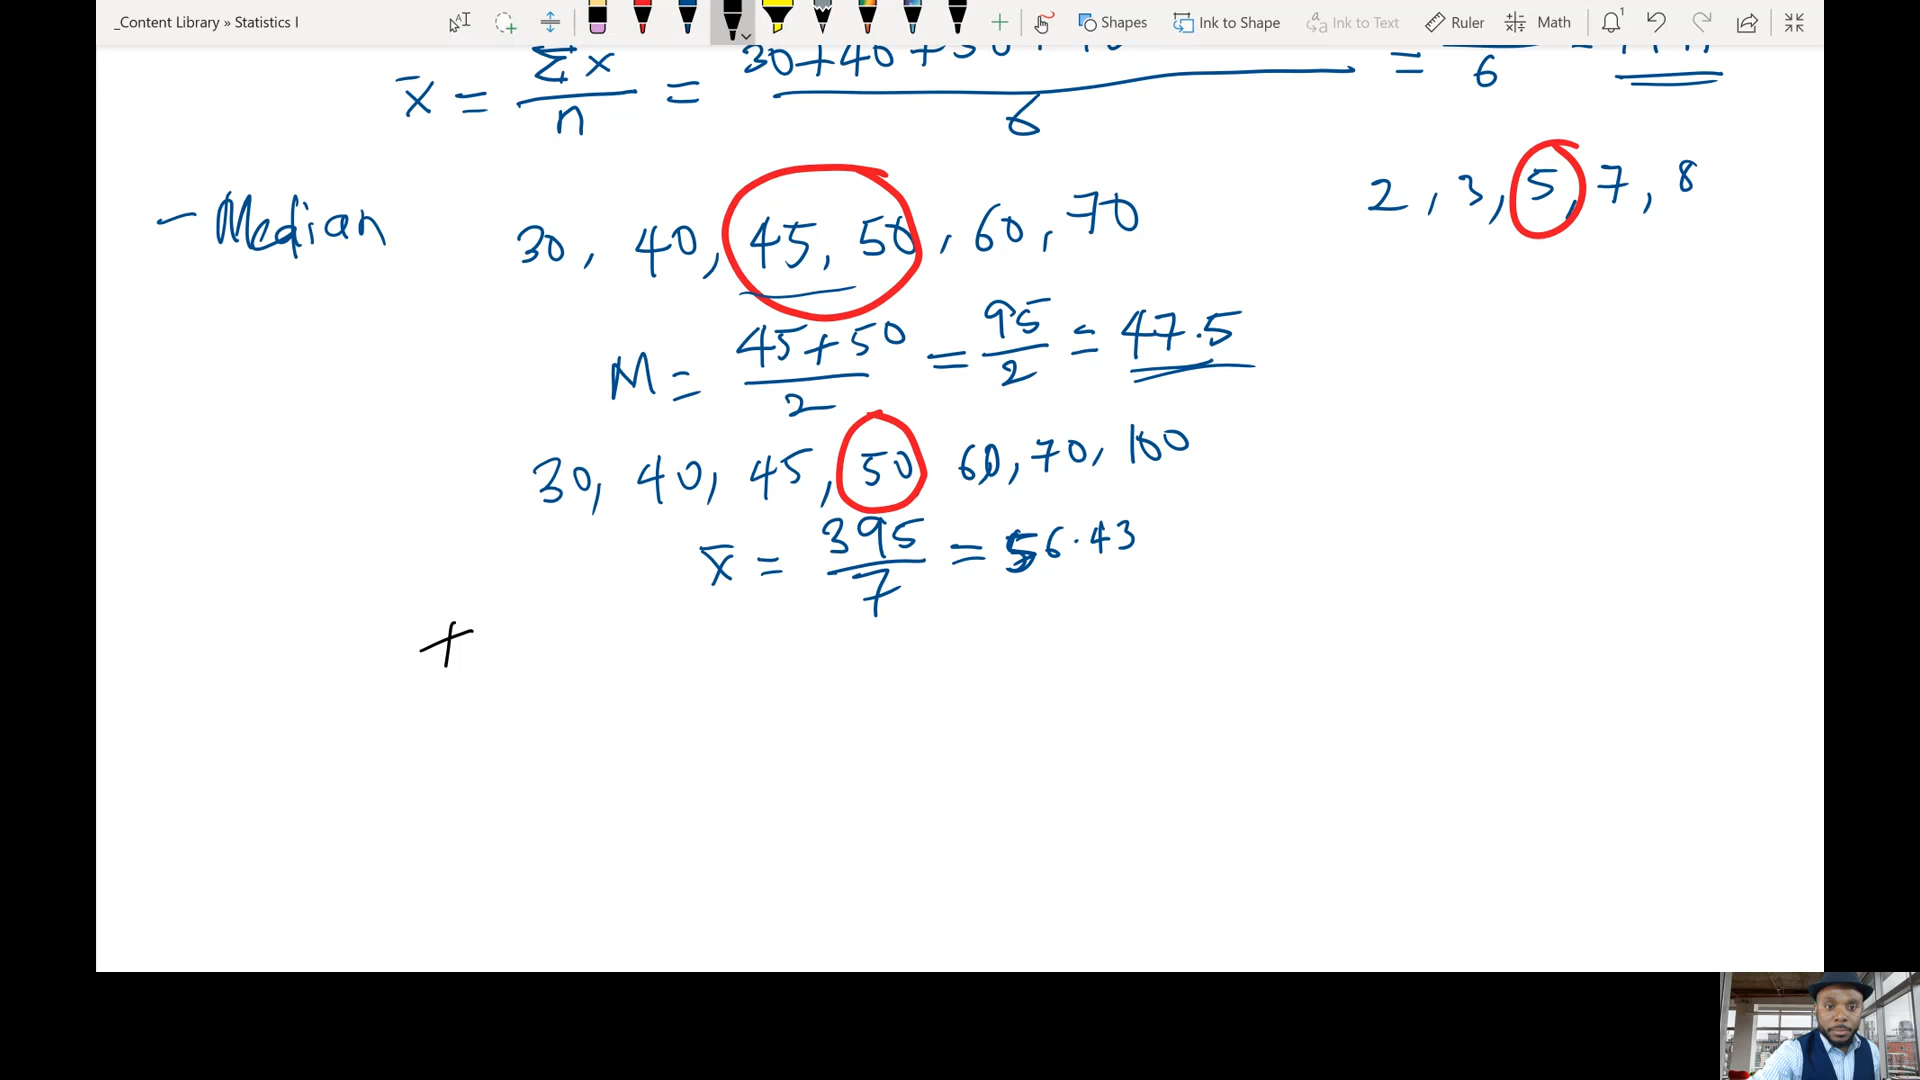 _Content Library » Statistics I
Shapes Ink to Shape Ink to Text Ruler Math 1
x̄ = Σx / n = 30+40+50 / 6 = / 6 =
- Median
30, 40, 45, 50, 60, 70
2, 3, 5, 7, 8
M = 45+50 / 2 = 95 / 2 = 47.5
30, 40, 45, 50 60, 70, 100
x̄ = 395 / 7 = 56.43
+